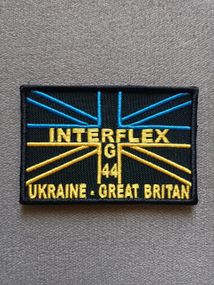 INTERFLEX
G
44
UKRAINE - GREAT BRITAN